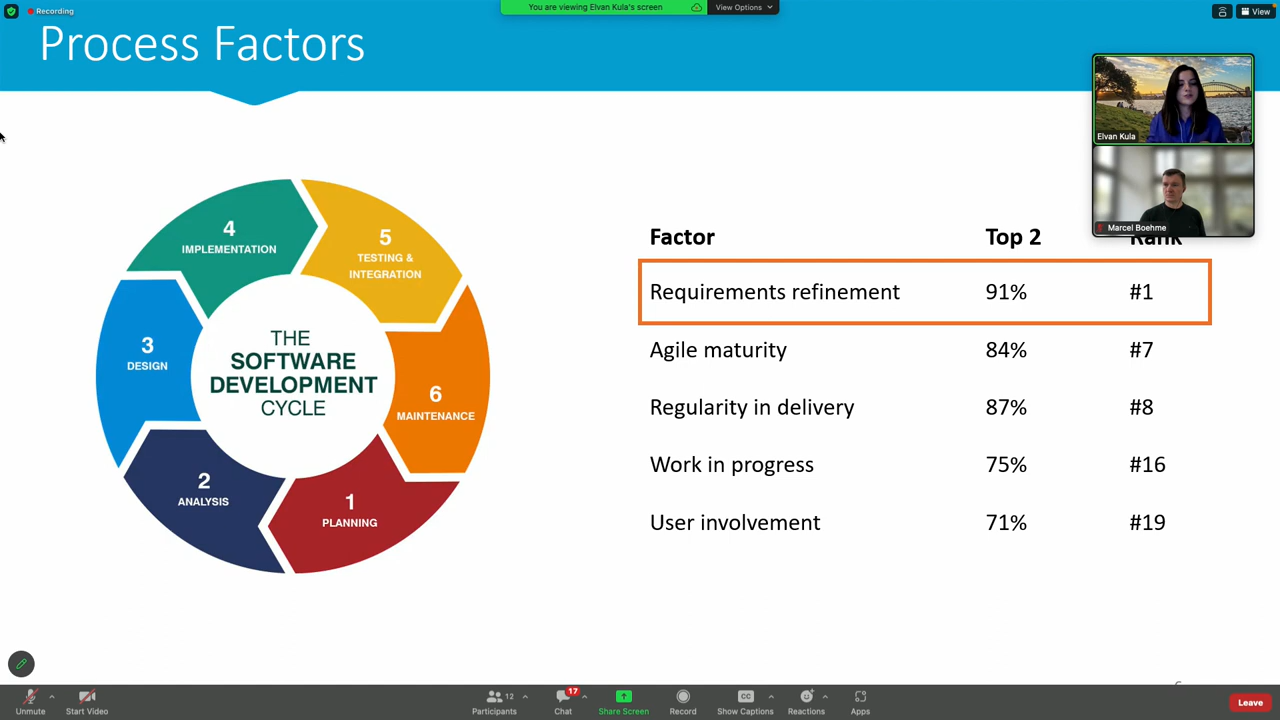 Recording
You are viewing Elvan Kula's screen
View Options
View
Process Factors
Elvan Kula
Marcel Boehme
4
IMPLEMENTATION
5
TESTING &
INTEGRATION
3
DESIGN
THE
SOFTWARE
DEVELOPMENT
CYCLE
6
MAINTENANCE
2
ANALYSIS
1
PLANNING
Factor Top 2 Rank
Requirements refinement 91% #1
Agile maturity 84% #7
Regularity in delivery 87% #8
Work in progress 75% #16
User involvement 71% #19
Unmute
Start Video
12
Participants
17
Chat
Share Screen
Record
CC
Show Captions
Reactions
Apps
Leave